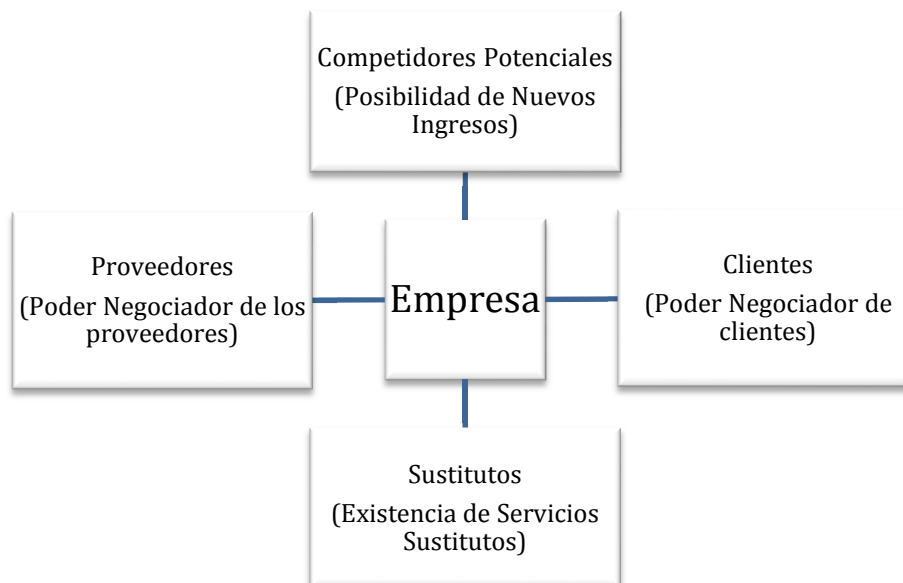 Competidores Potenciales
(Posibilidad de Nuevos
Ingresos)
Proveedores
(Poder Negociador de los
proveedores)
Empresa
Clientes
(Poder Negociador de
clientes)
Sustitutos
(Existencia de Servicios
Sustitutos)